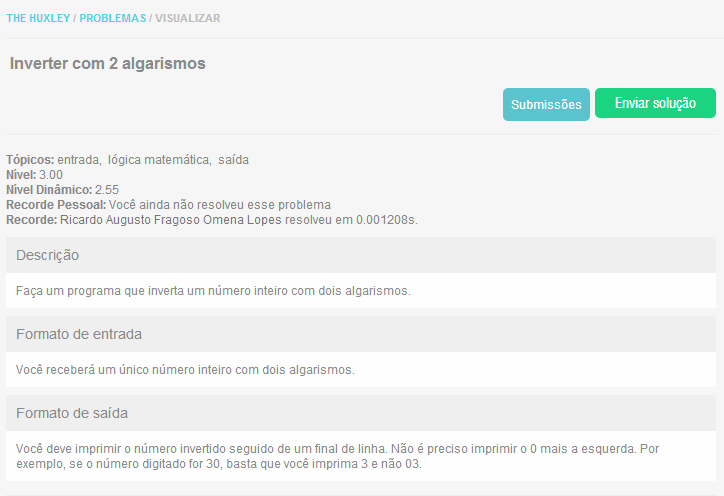 THE HUXLEY / PROBLEMAS / VISUALIZAR
Inverter com 2 algarismos
Submissões Enviar solução
Tópicos: entrada, lógica matemática, saída
Nível: 3.00
Nível Dinâmico: 2.55
Recorde Pessoal: Você ainda não resolveu esse problema
Recorde: Ricardo Augusto Fragoso Omena Lopes resolveu em 0.001208s.
Descrição
Faça um programa que inverta um número inteiro com dois algarismos.
Formato de entrada
Você receberá um único número inteiro com dois algarismos.
Formato de saída
Você deve imprimir o número invertido seguido de um final de linha. Não é preciso imprimir o 0 mais a esquerda. Por
exemplo, se o número digitado for 30, basta que você imprima 3 e não 03.